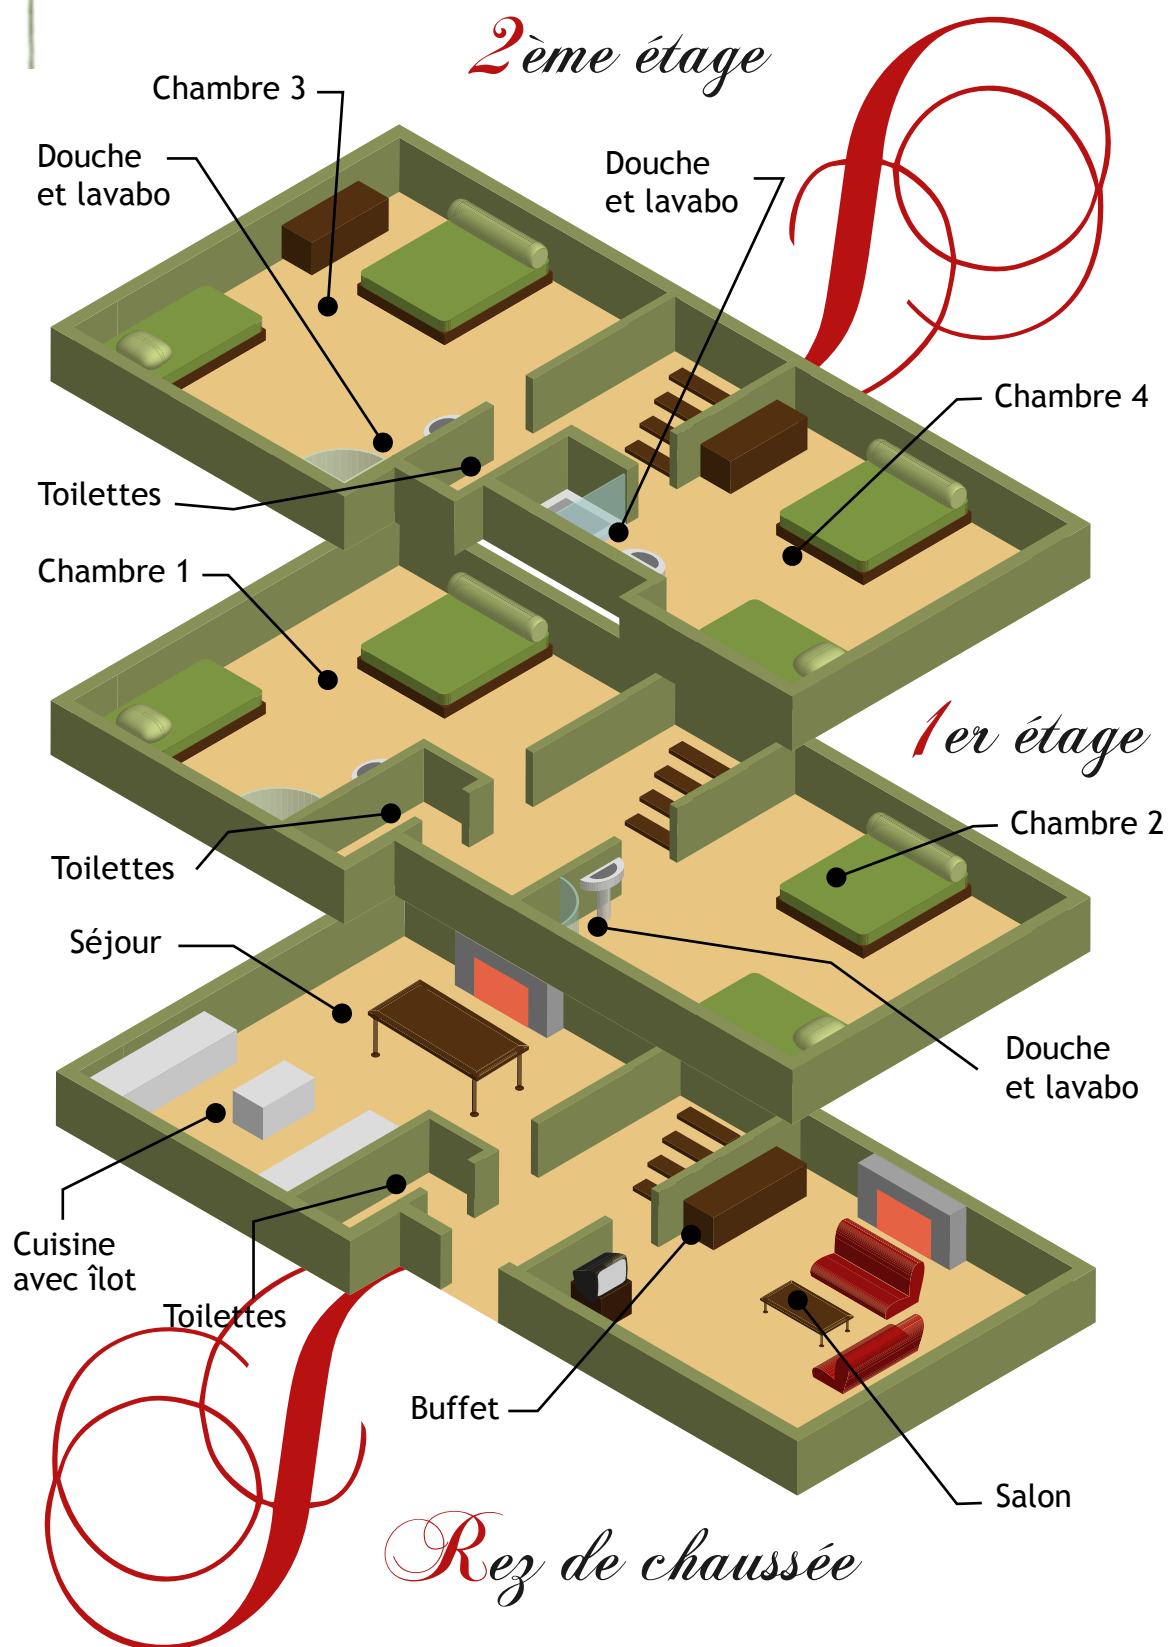 2ème étage
Chambre 3
Douche
et lavabo
Douche
et lavabo
Chambre 4
Toilettes
Chambre 1
1er étage
Chambre 2
Toilettes
Séjour
Douche
et lavabo
Cuisine
avec îlot
Toilettes
Buffet
Salon
Rez de chaussée